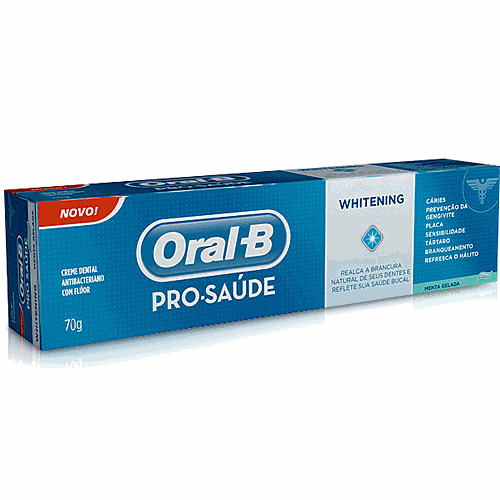 NOVO!
CREME DENTAL
ANTIBACTERIANO
COM FLÚOR
70g
Oral-B
PRO-SAÚDE
WHITENING
REALÇA A BRANCURA
NATURAL DE SEUS DENTES E
REFLETE SUA SAÚDE BUCAL
CÁRIES
PREVENÇÃO DA
GENGIVITE
PLACA
SENSIBILIDADE
TÁRTARO
BRANQUEAMENTO
REFRESCA O HÁLITO
MENTA GELADA